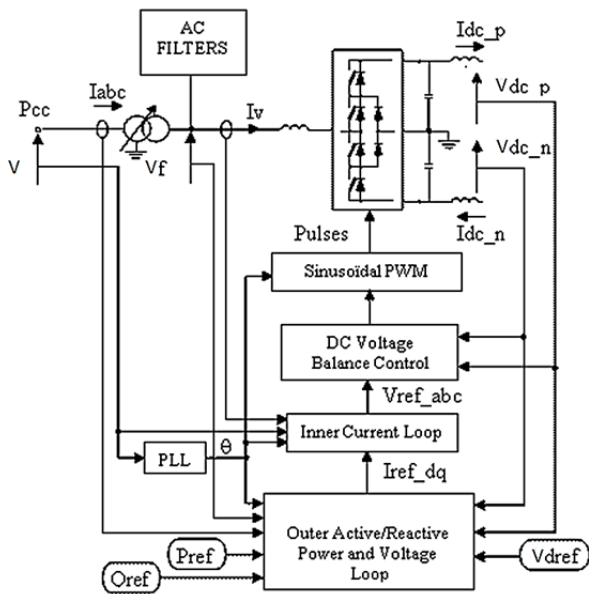 AC
FILTERS
Idc_p
Vdc_p
Iabc
Pcc
Iv
V
Vf
Vdc_n
Idc_n
Pulses
Sinusoïdal PWM
DC Voltage
Balance Control
Vref_abc
Inner Current Loop
θ
PLL
Iref_dq
Outer Active/Reactive
Power and Voltage
Loop
Pref
Vdref
Qref